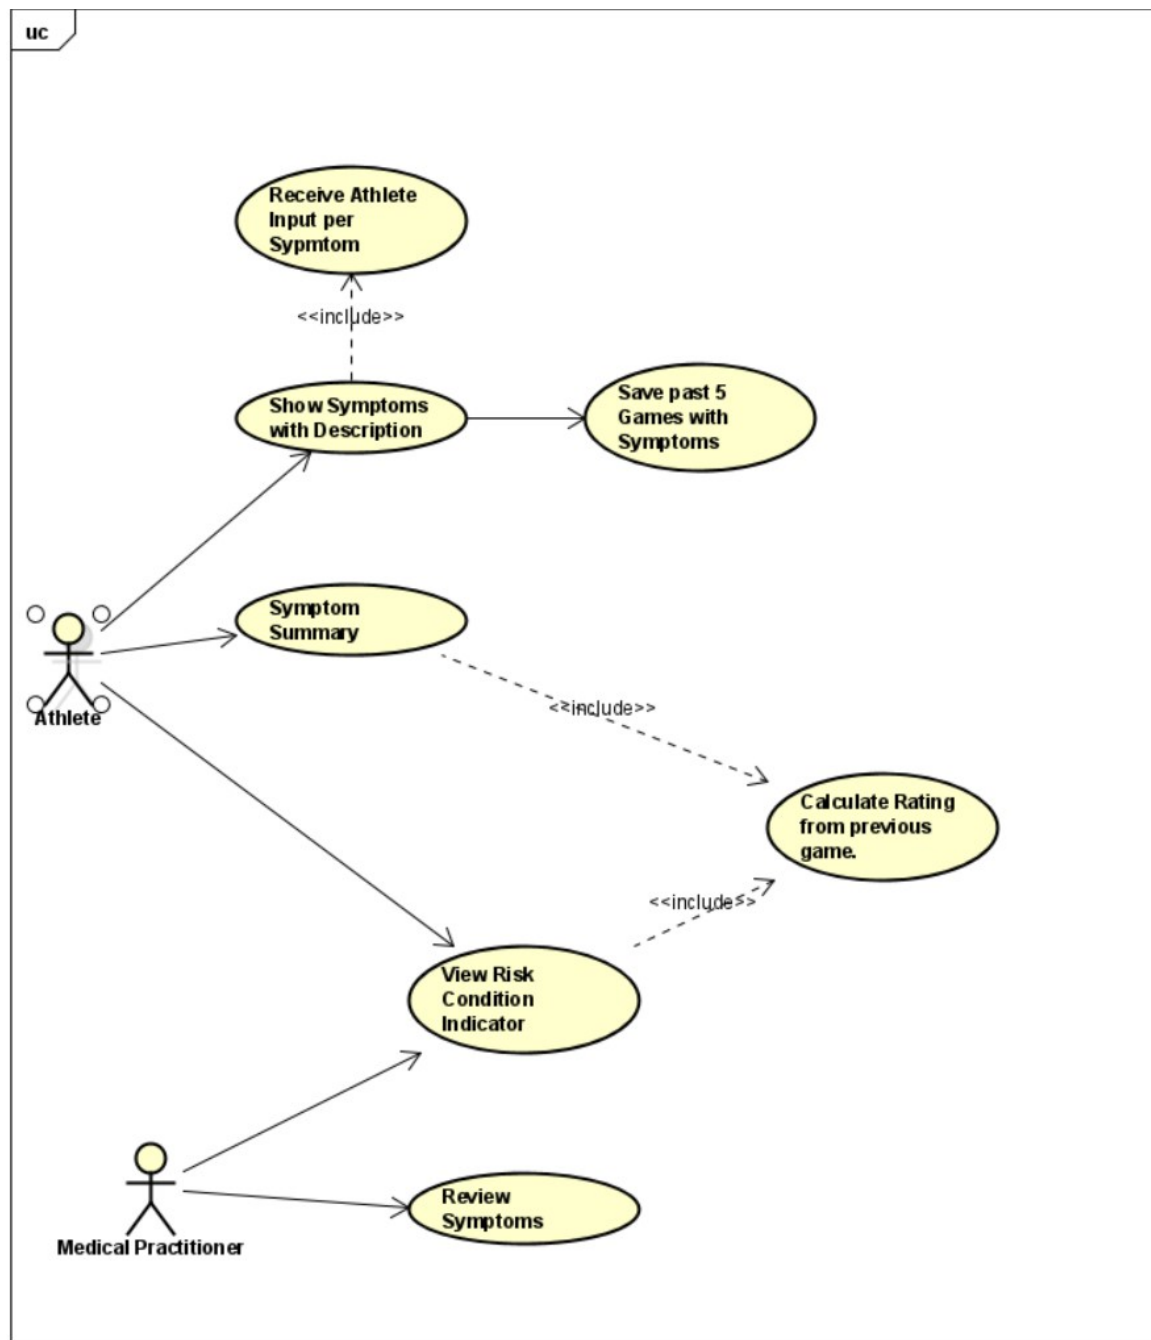 uc
Receive Athlete
Input per
Sypmtom
<<include>>
Show Symptoms
with Description
Save past 5
Games with
Symptoms
Symptom
Summary
Athlete
<<include>>
Calculate Rating
from previous
game.
<<include>>
View Risk
Condition
Indicator
Review
Symptoms
Medical Practitioner